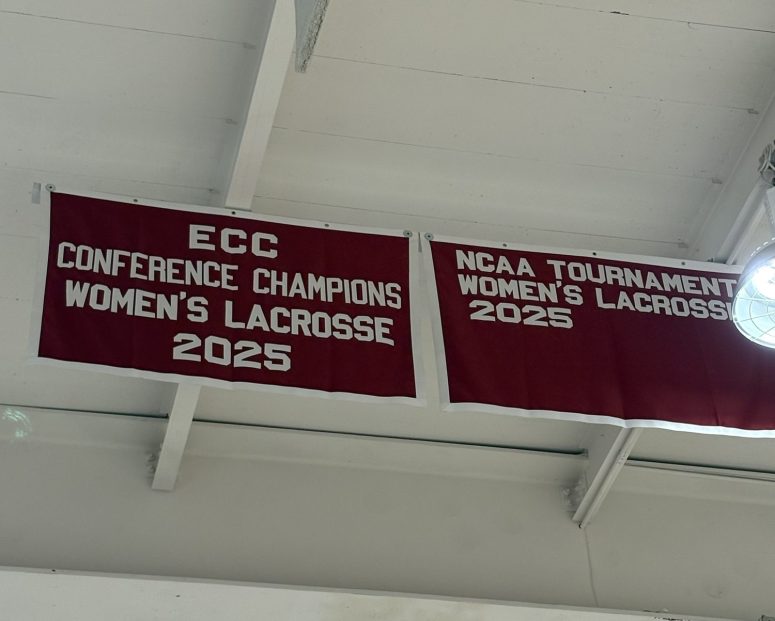 ECC
CONFERENCE CHAMPIONS
WOMEN'S LACROSSE
2025
NCAA TOURNAMENT
WOMEN'S LACROSSE
2025